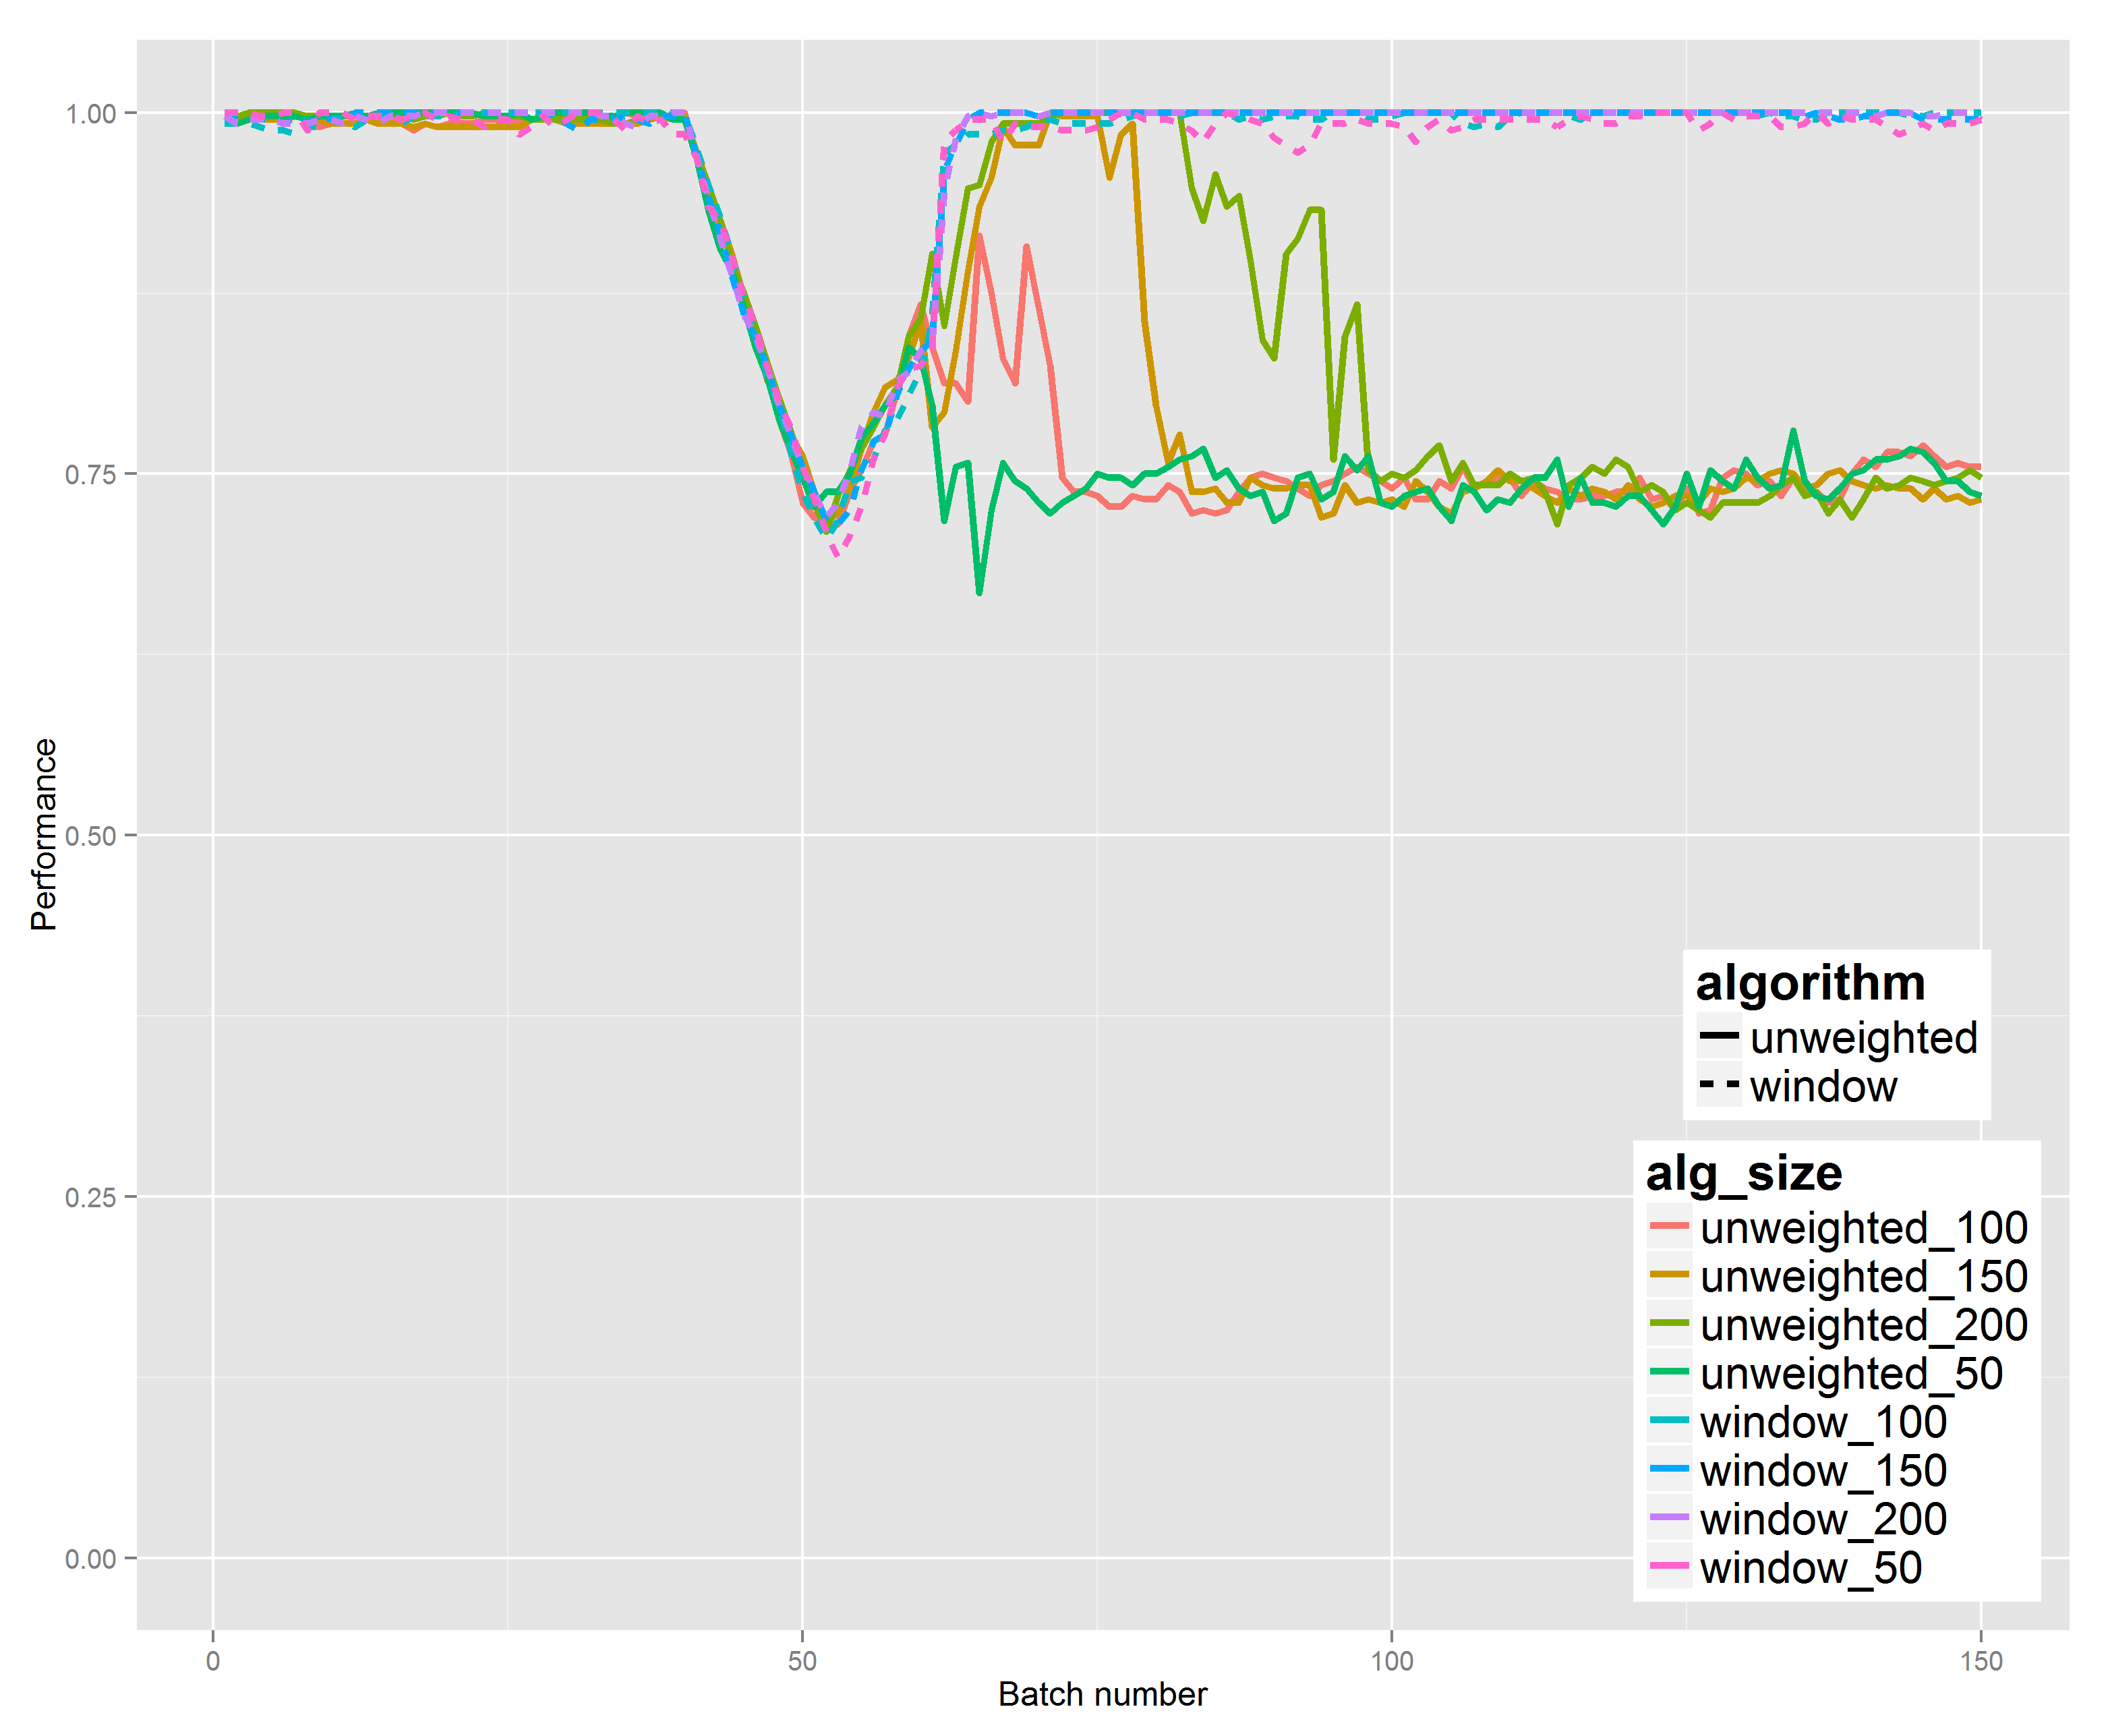 1.00
0.75
0.50
0.25
0.00
Performance
0
50
100
150
Batch number
algorithm
unweighted
window
alg_size
unweighted_100
unweighted_150
unweighted_200
unweighted_50
window_100
window_150
window_200
window_50